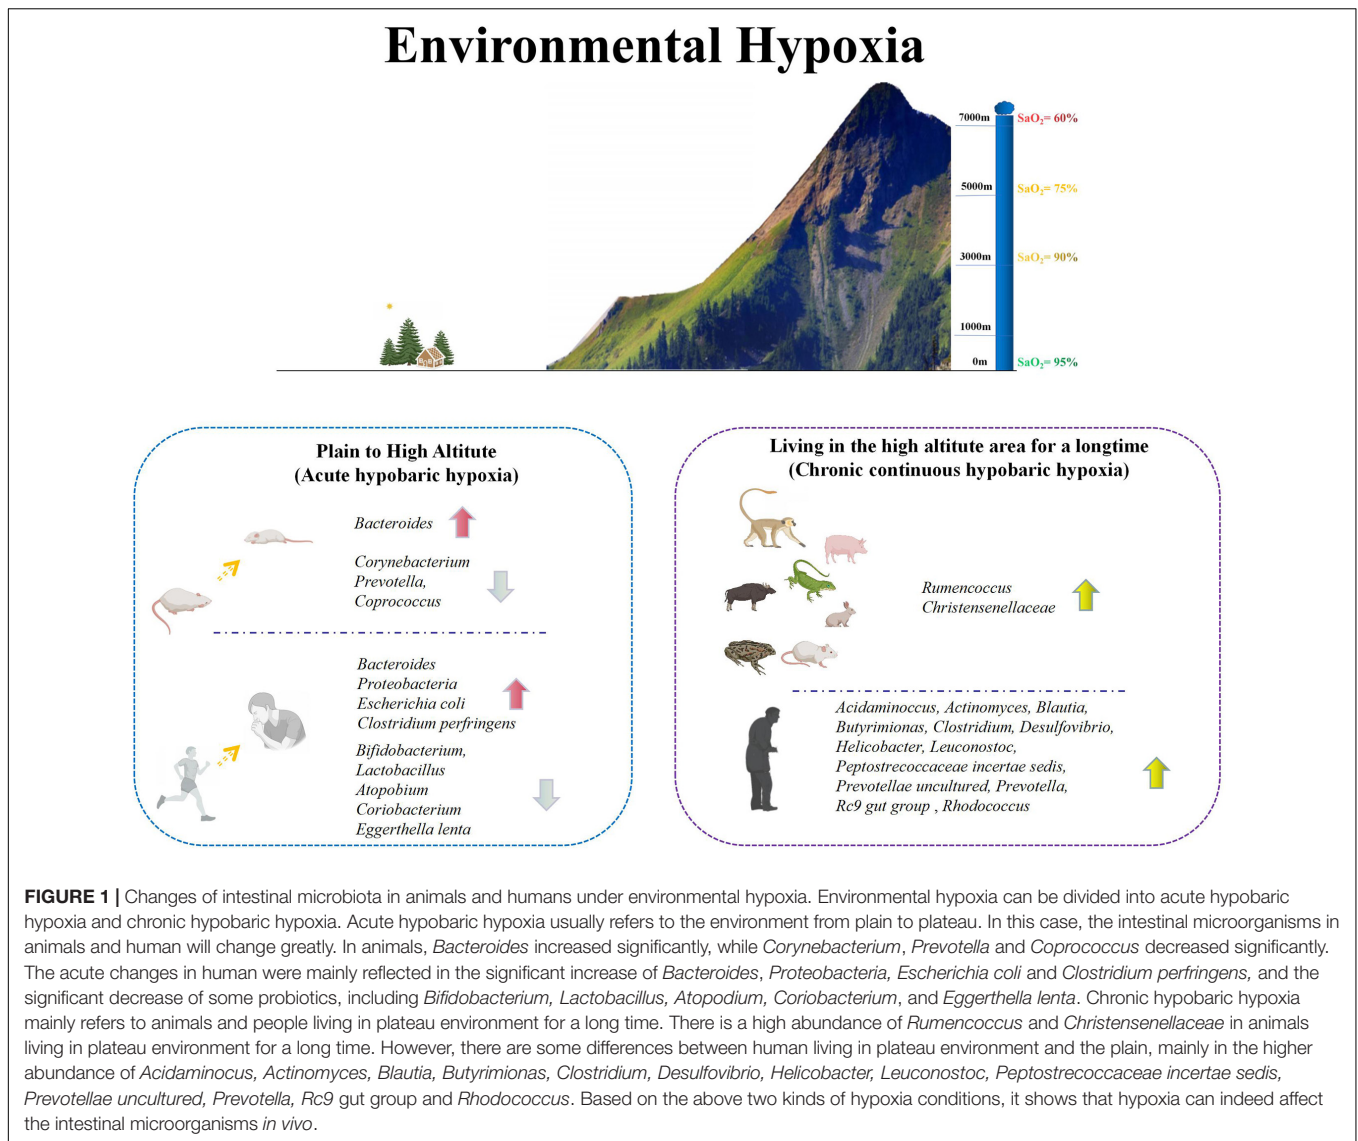 Environmental Hypoxia
7000m
SaO₂= 60%
5000m
SaO₂= 75%
3000m
SaO₂= 90%
1000m
0m
SaO₂= 95%
Plain to High Altitute
(Acute hypobaric hypoxia)
Bacteroides
Corynebacterium
Prevotella,
Coprococcus
Bacteroides
Proteobacteria
Escherichia coli
Clostridium perfringens
Bifidobacterium,
Lactobacillus
Atopobium
Coriobacterium
Eggerthella lenta
Living in the high altitute area for a longtime
(Chronic continuous hypobaric hypoxia)
Rumencoccus
Christensenellaceae
Acidaminoccus, Actinomyces, Blautia,
Butyrimionas, Clostridium, Desulfovibrio,
Helicobacter, Leuconostoc,
Peptostrecoccaceae incertae sedis,
Prevotellae uncultured, Prevotella,
Rc9 gut group , Rhodococcus
FIGURE 1 | Changes of intestinal microbiota in animals and humans under environmental hypoxia. Environmental hypoxia can be divided into acute hypobaric
hypoxia and chronic hypobaric hypoxia. Acute hypobaric hypoxia usually refers to the environment from plain to plateau. In this case, the intestinal microorganisms in
animals and human will change greatly. In animals, Bacteroides increased significantly, while Corynebacterium, Prevotella and Coprococcus decreased significantly.
The acute changes in human were mainly reflected in the significant increase of Bacteroides, Proteobacteria, Escherichia coli and Clostridium perfringens, and the
significant decrease of some probiotics, including Bifidobacterium, Lactobacillus, Atopodium, Coriobacterium, and Eggerthella lenta. Chronic hypobaric hypoxia
mainly refers to animals and people living in plateau environment for a long time. There is a high abundance of Rumencoccus and Christensenellaceae in animals
living in plateau environment for a long time. However, there are some differences between human living in plateau environment and the plain, mainly in the higher
abundance of Acidaminocus, Actinomyces, Blautia, Butyrimionas, Clostridium, Desulfovibrio, Helicobacter, Leuconostoc, Peptostrecoccaceae incertae sedis,
Prevotellae uncultured, Prevotella, Rc9 gut group and Rhodococcus. Based on the above two kinds of hypoxia conditions, it shows that hypoxia can indeed affect
the intestinal microorganisms in vivo.